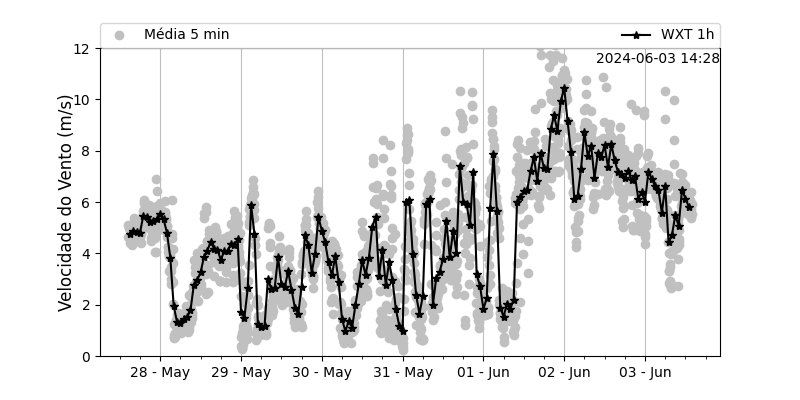 Média 5 min
WXT 1h
2024-06-03 14:28
Velocidade do Vento (m/s)
12
10
8
6
4
2
0
28 - May
29 - May
30 - May
31 - May
01 - Jun
02 - Jun
03 - Jun